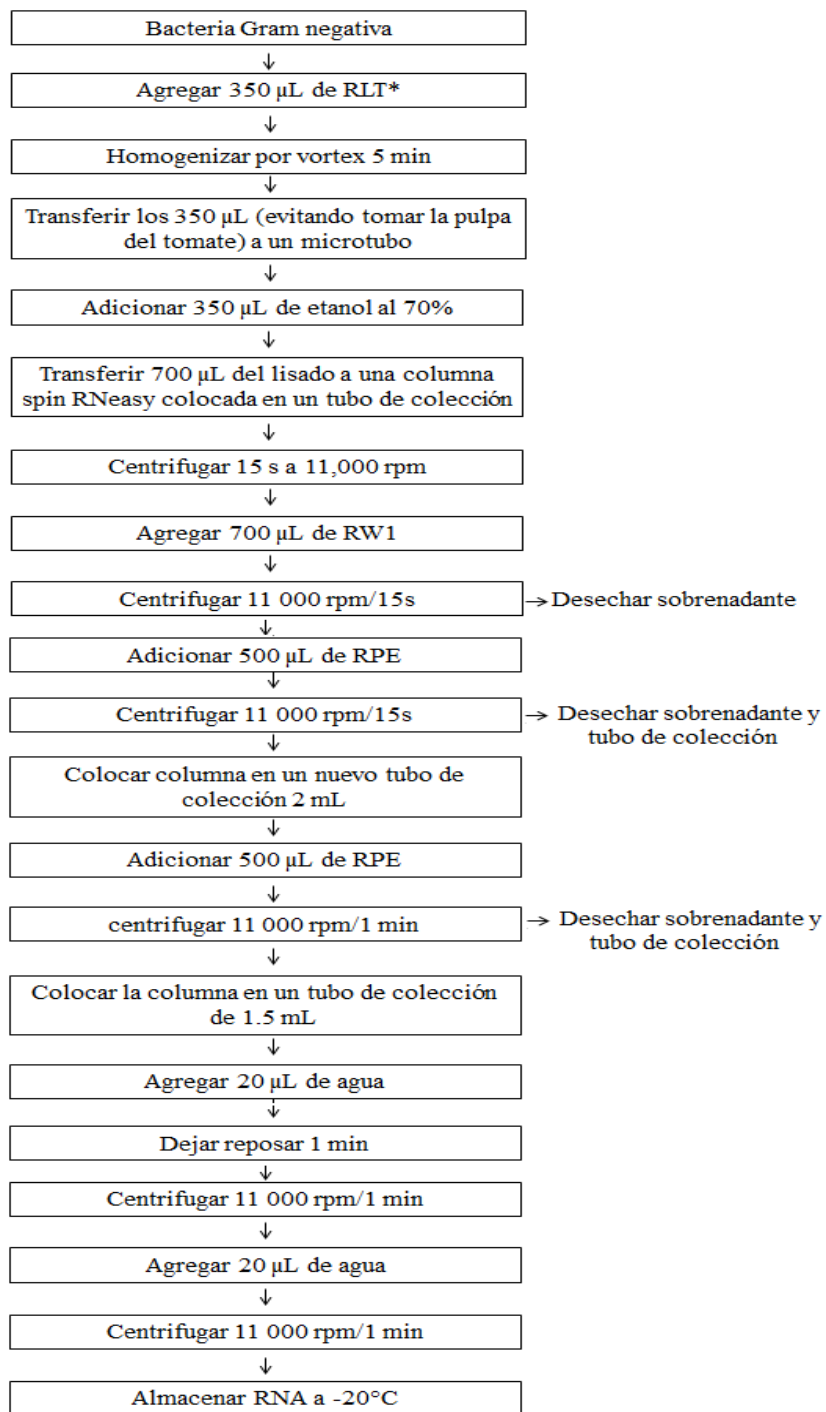 Bacteria Gram negativa
Agregar 350 µL de RLT*
Homogenizar por vortex 5 min
Transferir los 350 µL (evitando tomar la pulpa
del tomate) a un microtubo
Adicionar 350 µL de etanol al 70%
Transferir 700 µL del lisado a una columna
spin RNeasy colocada en un tubo de colección
Centrifugar 15 s a 11,000 rpm
Agregar 700 µL de RW1
Centrifugar 11 000 rpm/15s
Desechar sobrenadante
Adicionar 500 µL de RPE
Centrifugar 11 000 rpm/15s
Desechar sobrenadante y
tubo de colección
Colocar columna en un nuevo tubo de
colección 2 mL
Adicionar 500 µL de RPE
centrifugar 11 000 rpm/1 min
Desechar sobrenadante y
tubo de colección
Colocar la columna en un tubo de colección
de 1.5 mL
Agregar 20 µL de agua
Dejar reposar 1 min
Centrifugar 11 000 rpm/1 min
Agregar 20 µL de agua
Centrifugar 11 000 rpm/1 min
Almacenar RNA a -20°C